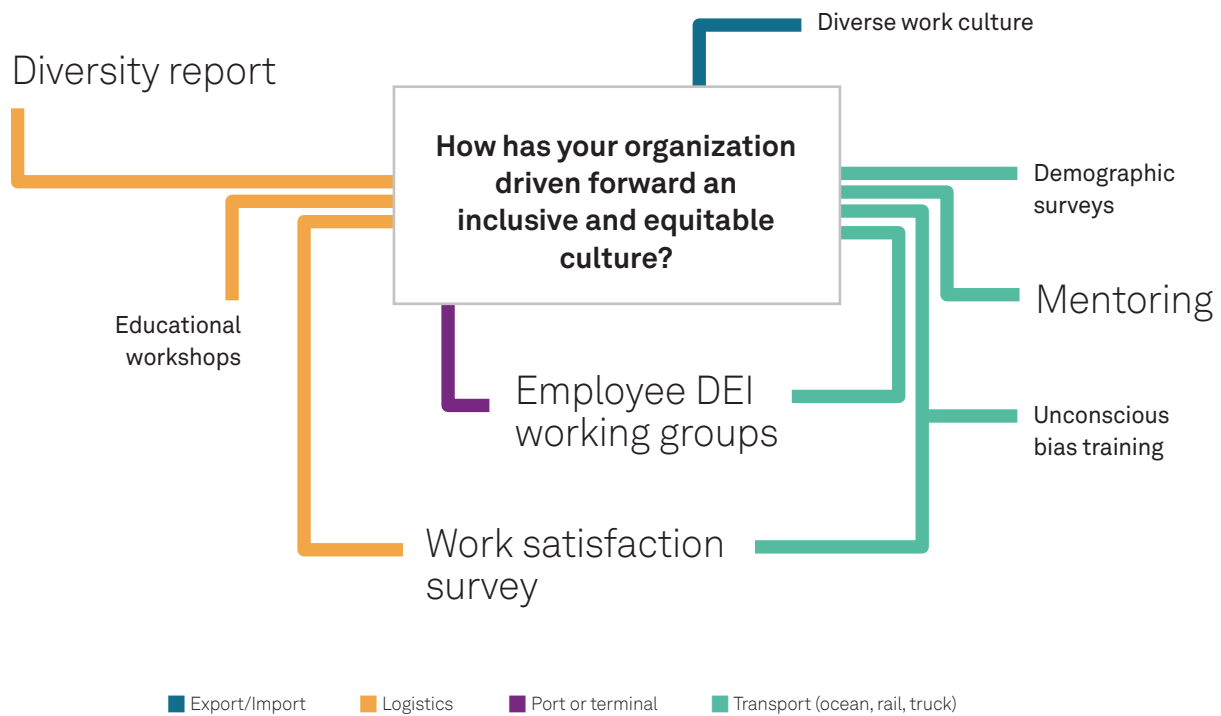 Diverse work culture
Diversity report
How has your organization
driven forward an
inclusive and equitable
culture?
Demographic
surveys
Mentoring
Educational
workshops
Employee DEI
working groups
Unconscious
bias training
Work satisfaction
survey
Export/Import
Logistics
Port or terminal
Transport (ocean, rail, truck)